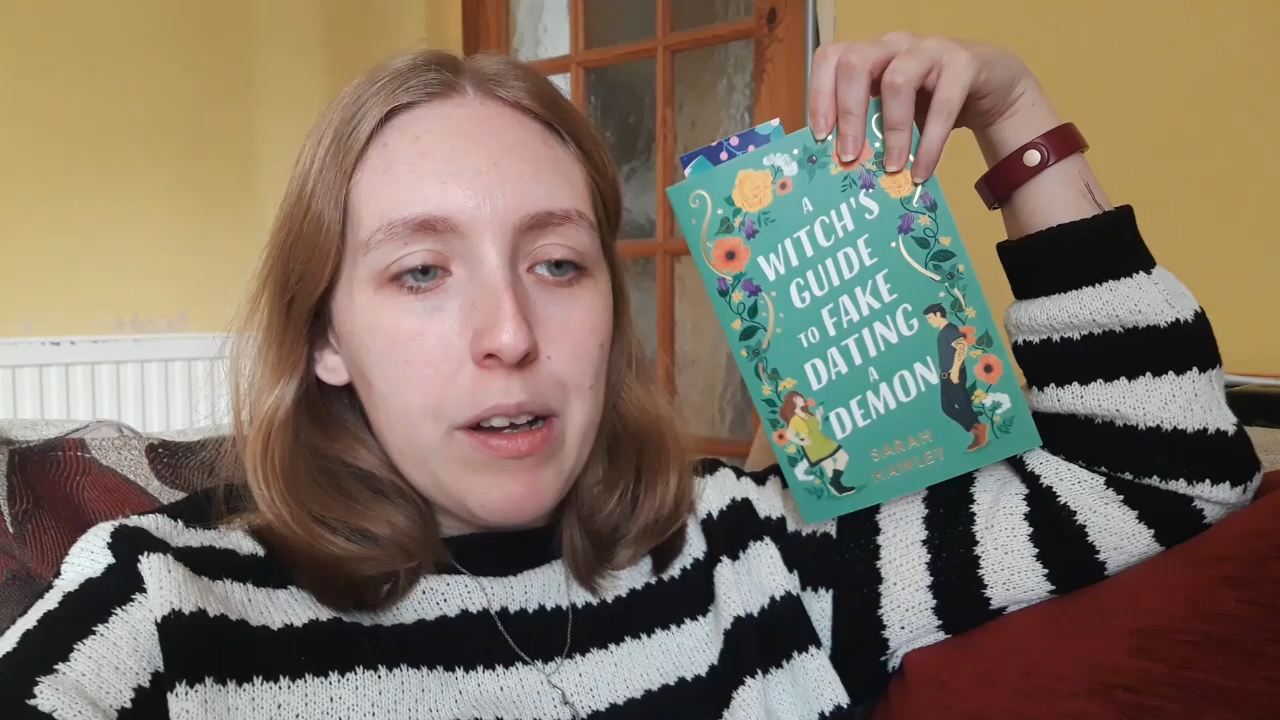 A
WITCH'S
GUIDE
TO FAKE
DATING
A
DEMON
SARAH
HAWLEY